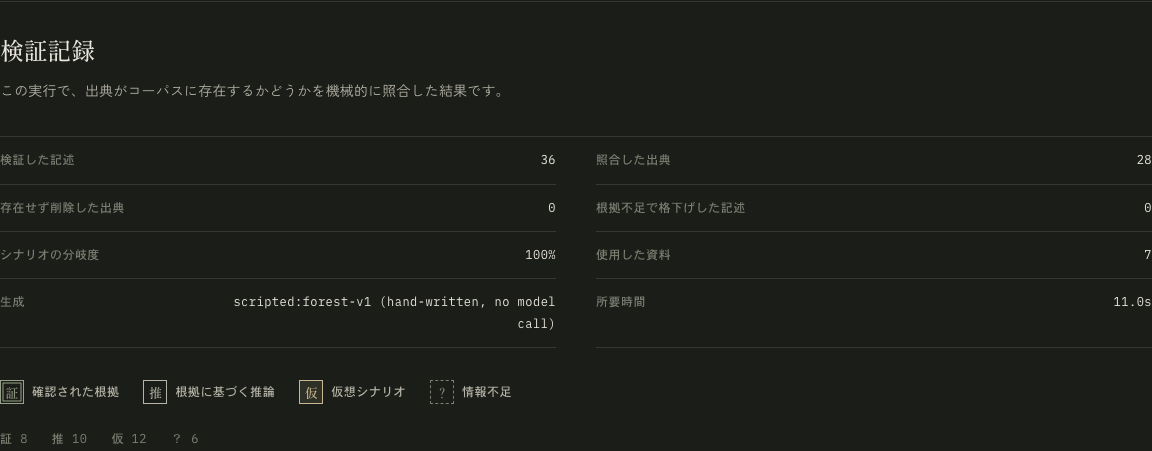 検証記録
この実行で、出典がコーパスに存在するかどうかを機械的に照合した結果です。
検証した記述 36 照合した出典 28
存在せず削除した出典 0 根拠不足で格下げした記述 0
シナリオの分岐度 100% 使用した資料 7
生成 scripted:forest-v1 (hand-written, no model 所要時間 11.0s
call)
証 確認された根拠 推 根拠に基づく推論 仮 仮想シナリオ ? 情報不足
証 8 推 10 仮 12 ? 6